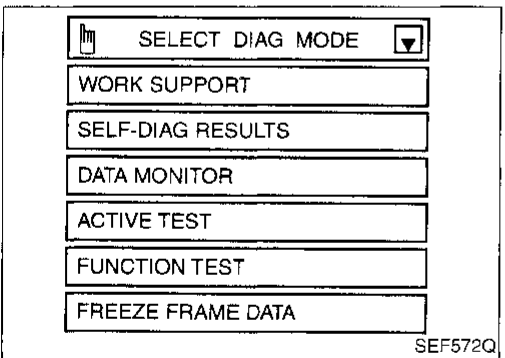 SELECT DIAG MODE
WORK SUPPORT
SELF-DIAG RESULTS
DATA MONITOR
ACTIVE TEST
FUNCTION TEST
FREEZE FRAME DATA
SEF572Q